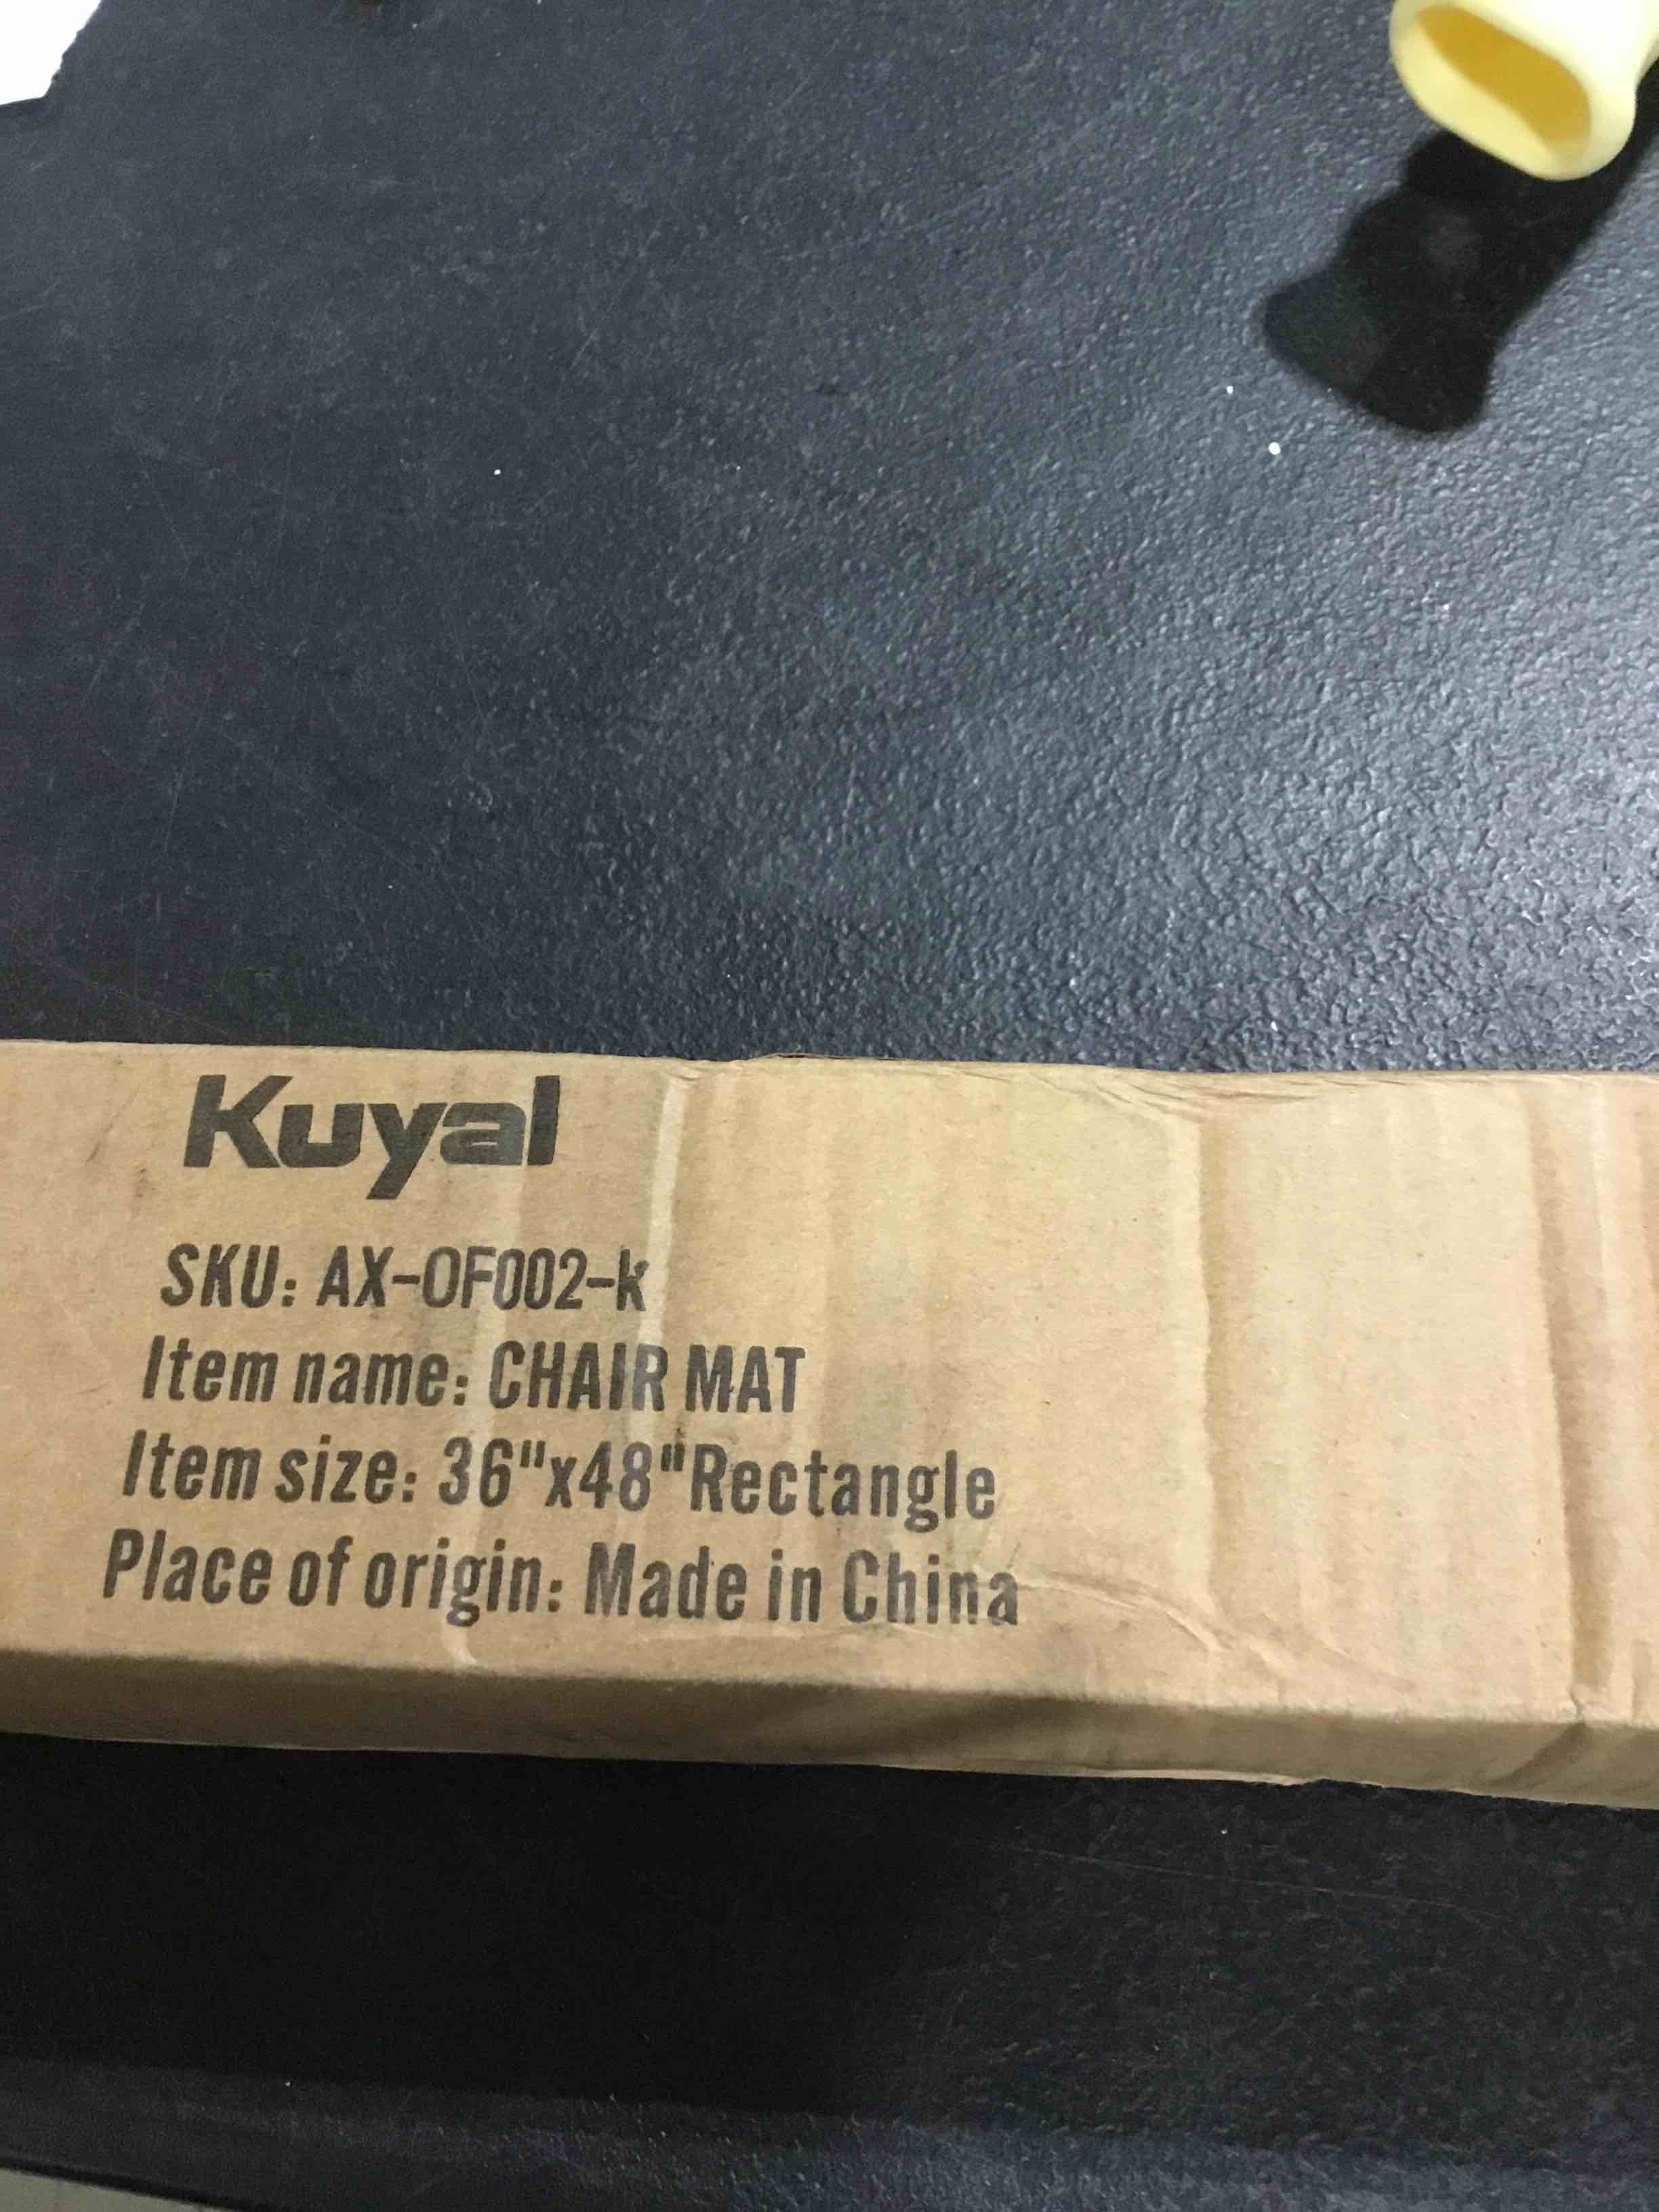 Kuyal
SKU: AX-OF002-k
Item name: CHAIR MAT
Item size: 36"x48"Rectangle
Place of origin: Made in China